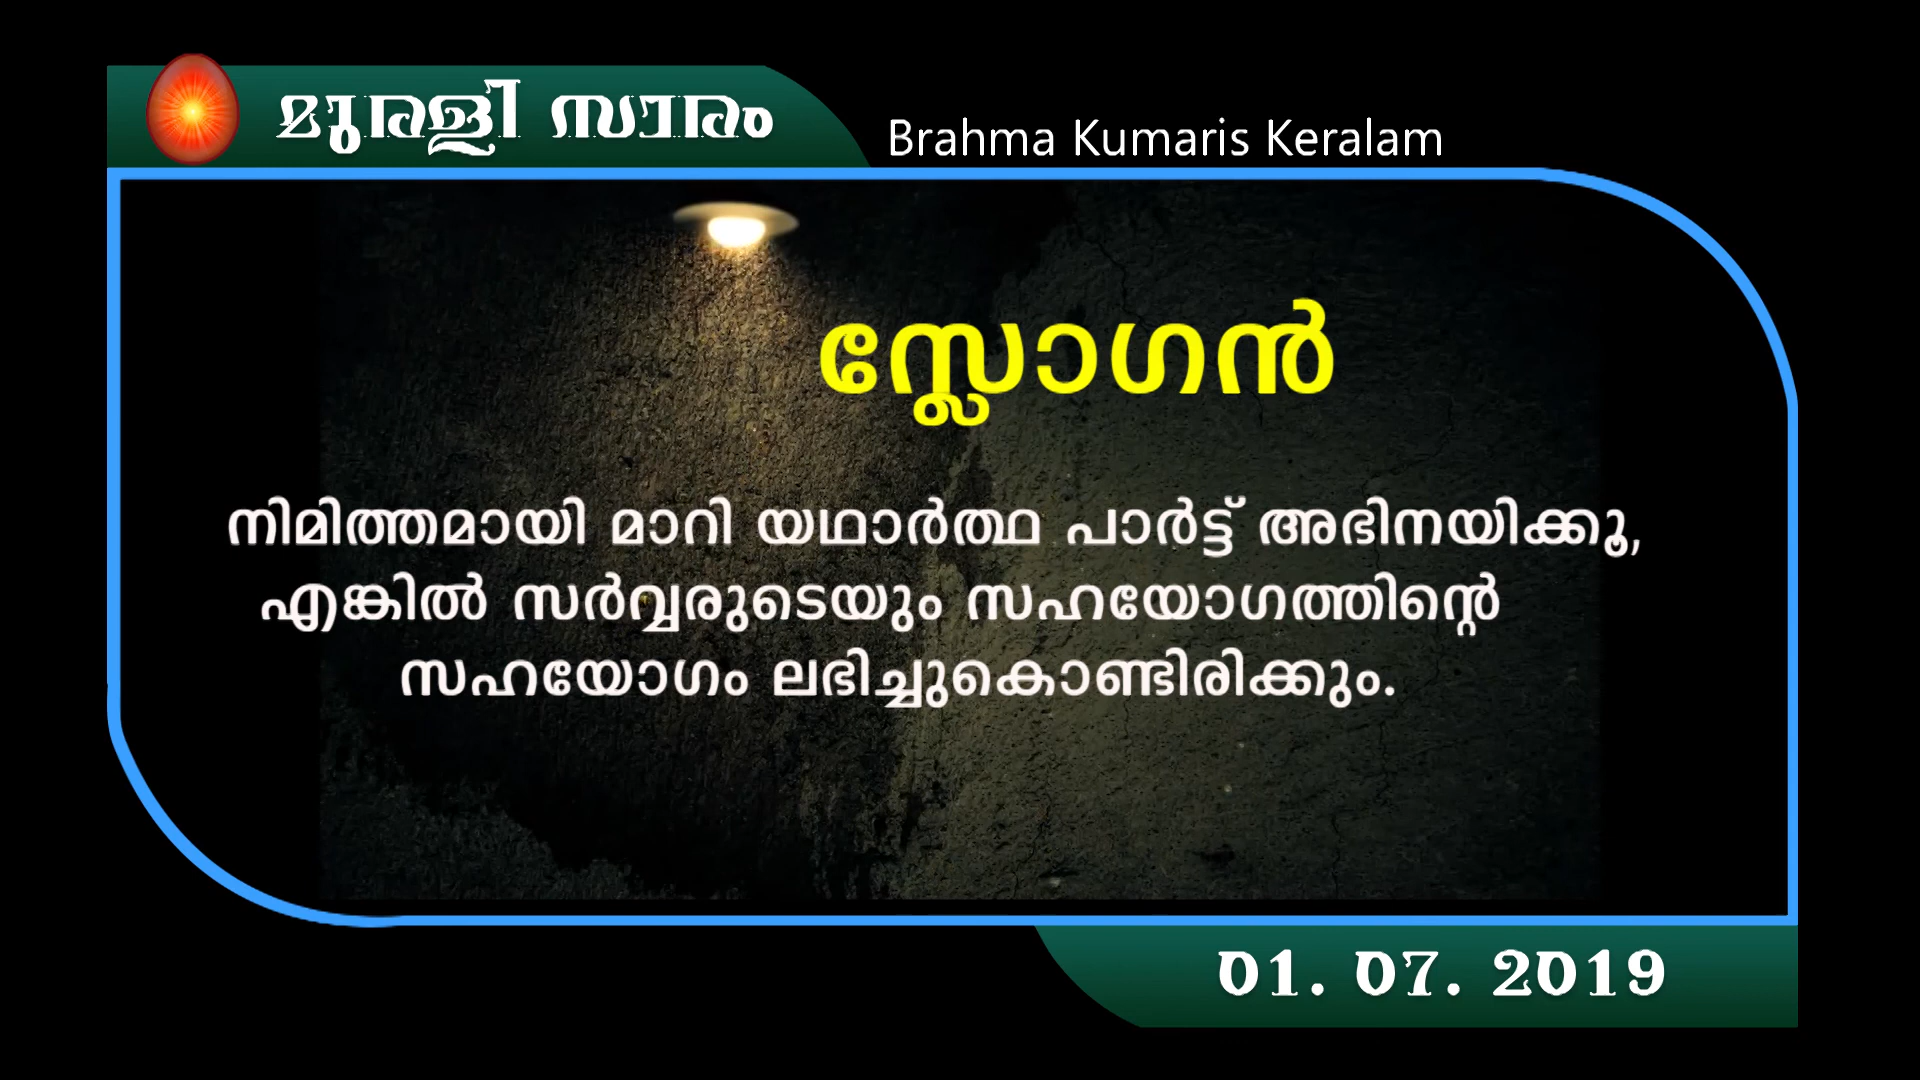 മുരളി സാരം
Brahma Kumaris Keralam
സ്ലോഗൻ
നിമിത്തമായി മാറി യഥാർത്ഥ പാർട്ട് അഭിനയിക്കൂ,
എങ്കിൽ സർവ്വരുടെയും സഹയോഗത്തിന്റെ
സഹയോഗം ലഭിച്ചുകൊണ്ടിരിക്കും.
01. 07. 2019